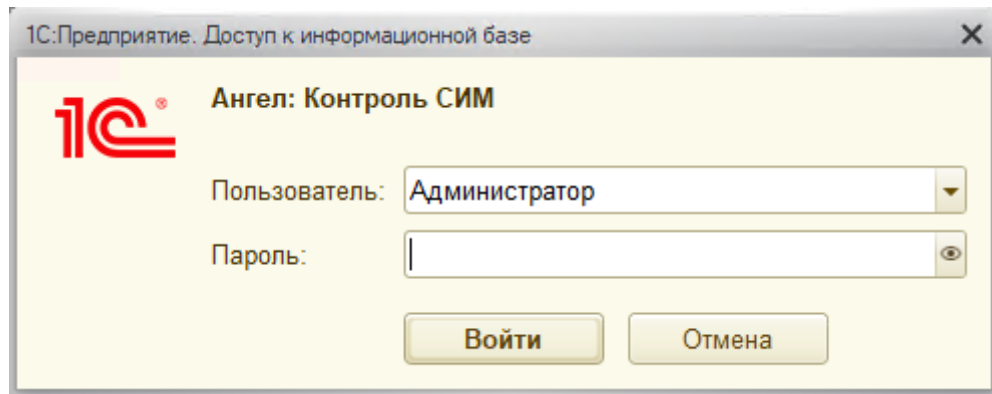 1С:Предприятие. Доступ к информационной базе
1С®
Ангел: Контроль СИМ
Пользователь: Администратор
Пароль:
Войти Отмена